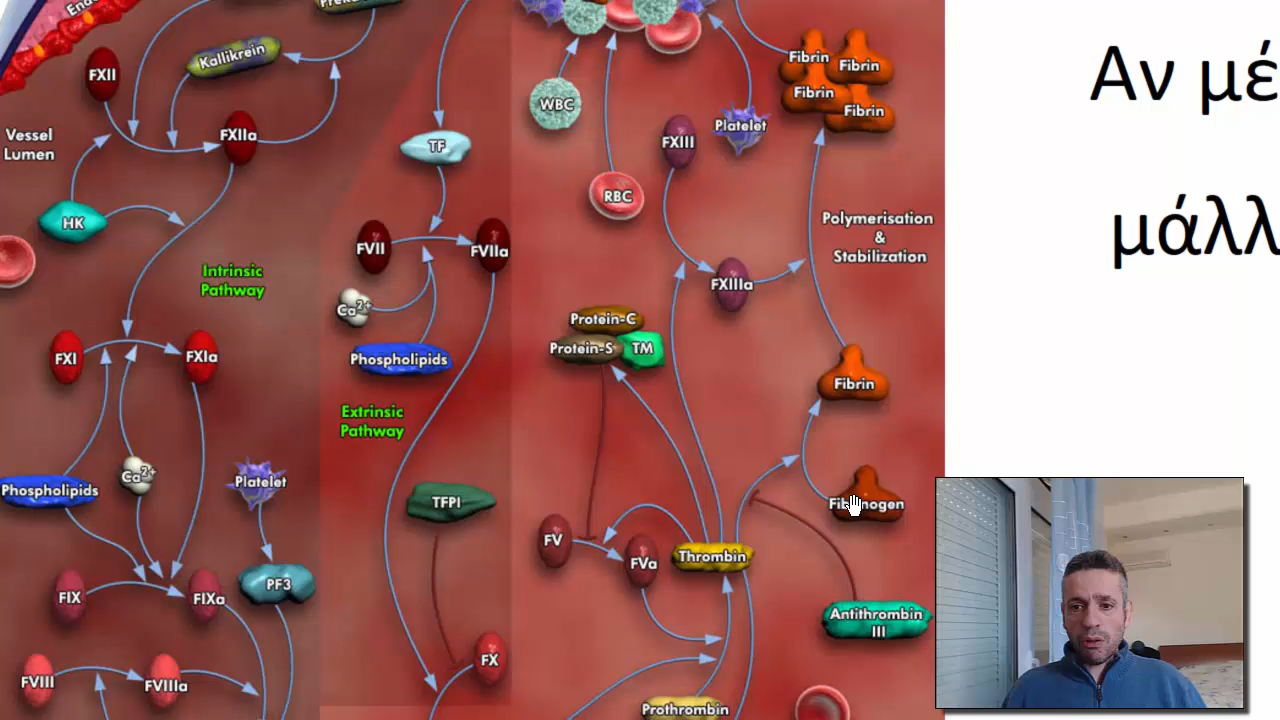 Kallikrein
FXII
Vessel
Lumen
FXIIa
HK
Intrinsic
Pathway
FXI
FXIa
Phospholipids
Ca2+
Platelet
FIX
FIXa
PF3
FVIII
FVIIIa
TF
FVII
FVIIa
Ca2+
Phospholipids
Extrinsic
Pathway
TFPI
FX
WBC
RBC
FXIII
Platelet
Fibrin
Fibrin
Fibrin
Fibrin
Polymerisation
&
Stabilization
FXIIIa
Protein-C
Protein-S
TM
Fibrin
Fibrinogen
FV
FVa
Thrombin
Antithrombin
III
Prothrombin
Αν μέ
μάλλ